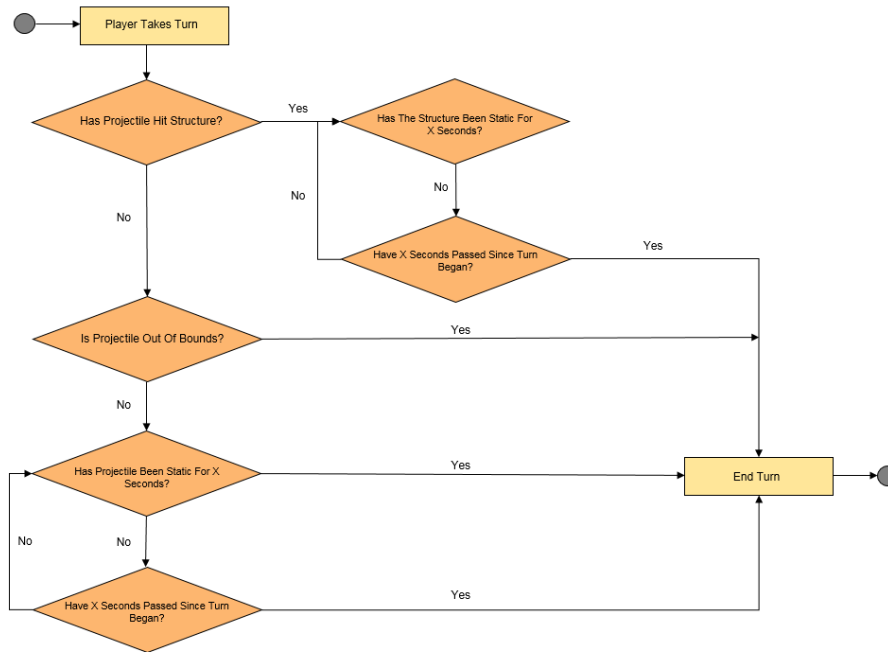 Player Takes Turn
Has Projectile Hit Structure?
Yes
Has The Structure Been Static For
X Seconds?
No
No
No
Have X Seconds Passed Since Turn
Began?
Yes
Is Projectile Out Of Bounds?
Yes
No
Has Projectile Been Static For X
Seconds?
Yes
End Turn
No
No
Have X Seconds Passed Since Turn
Began?
Yes